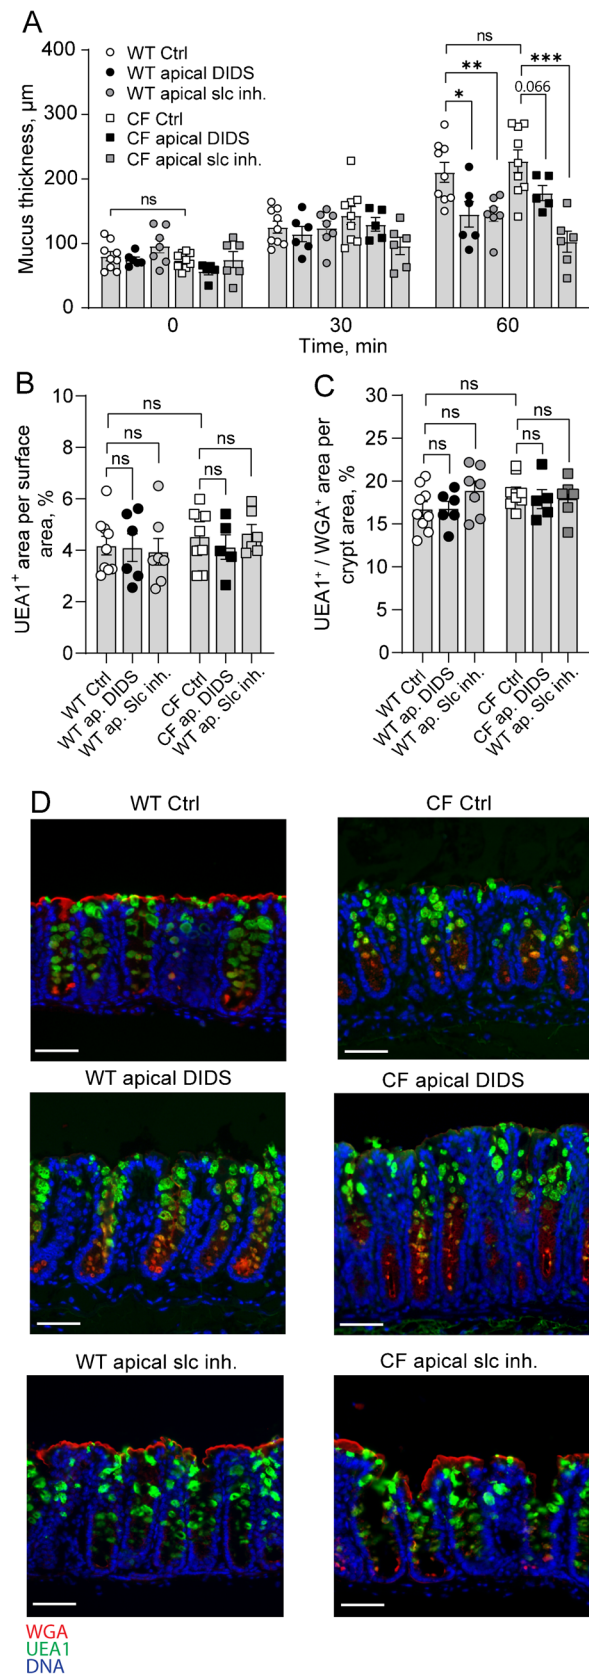 A
400
300
200
100
0
Mucus thickness, µm
WT Ctrl
WT apical DIDS
WT apical slc inh.
CF Ctrl
CF apical DIDS
CF apical slc inh.
ns
ns
**
*
***
0.066
0
30
60
Time, min
B
10
8
6
4
2
0
UEA1+ area per surface
area, %
ns
ns
ns
ns
ns
WT Ctrl
WT ap. DIDS
WT ap. Slc inh.
CF Ctrl
CF ap. DIDS
WT ap. Slc inh.
C
30
25
20
15
10
5
0
UEA1+ / WGA+ area per
crypt area, %
ns
ns
ns
ns
ns
WT Ctrl
WT ap. DIDS
WT ap. Slc inh.
CF Ctrl
CF ap. DIDS
WT ap. Slc inh.
D
WT Ctrl
CF Ctrl
WT apical DIDS
CF apical DIDS
WT apical slc inh.
CF apical slc inh.
WGA
UEA1
DNA